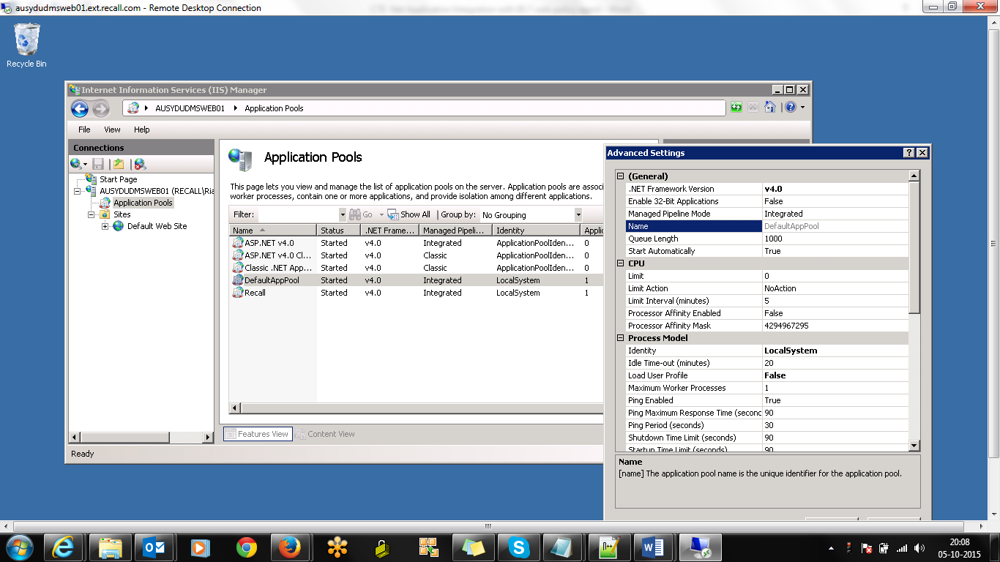 ausydudmsweb01.ext.recall.com - Remote Desktop Connection
Recycle Bin
Internet Information Services (IIS) Manager
AUSYDUDMSWEB01 Application Pools
File View Help
Connections
Start Page
AUSYDUDMSWEB01 (RECALL\Ria
Application Pools
Sites
Default Web Site
Application Pools
This page lets you view and manage the list of application pools on the server. Application pools are associ
worker processes, contain one or more applications, and provide isolation among different applications.
Filter: Go Show All Group by: No Grouping
Name Status .NET Frame... Managed Pipeli... Identity Applic
ASP.NET v4.0 Started v4.0 Integrated ApplicationPoolIden... 0
ASP.NET v4.0 Cl... Started v4.0 Classic ApplicationPoolIden... 0
Classic .NET App... Started v4.0 Classic ApplicationPoolIden... 0
DefaultAppPool Started v4.0 Integrated LocalSystem 1
Recall Started v4.0 Integrated LocalSystem 1
Features View Content View
Ready
Advanced Settings
(General)
.NET Framework Version v4.0
Enable 32-Bit Applications False
Managed Pipeline Mode Integrated
Name DefaultAppPool
Queue Length 1000
Start Automatically True
CPU
Limit 0
Limit Action NoAction
Limit Interval (minutes) 5
Processor Affinity Enabled False
Processor Affinity Mask 4294967295
Process Model
Identity LocalSystem
Idle Time-out (minutes) 20
Load User Profile False
Maximum Worker Processes 1
Ping Enabled True
Ping Maximum Response Time (secon 90
Ping Period (seconds) 30
Shutdown Time Limit (seconds) 90
Startup Time Limit (seconds) 90
Name
[name] The application pool name is the unique identifier for the application pool.
20:08
05-10-2015